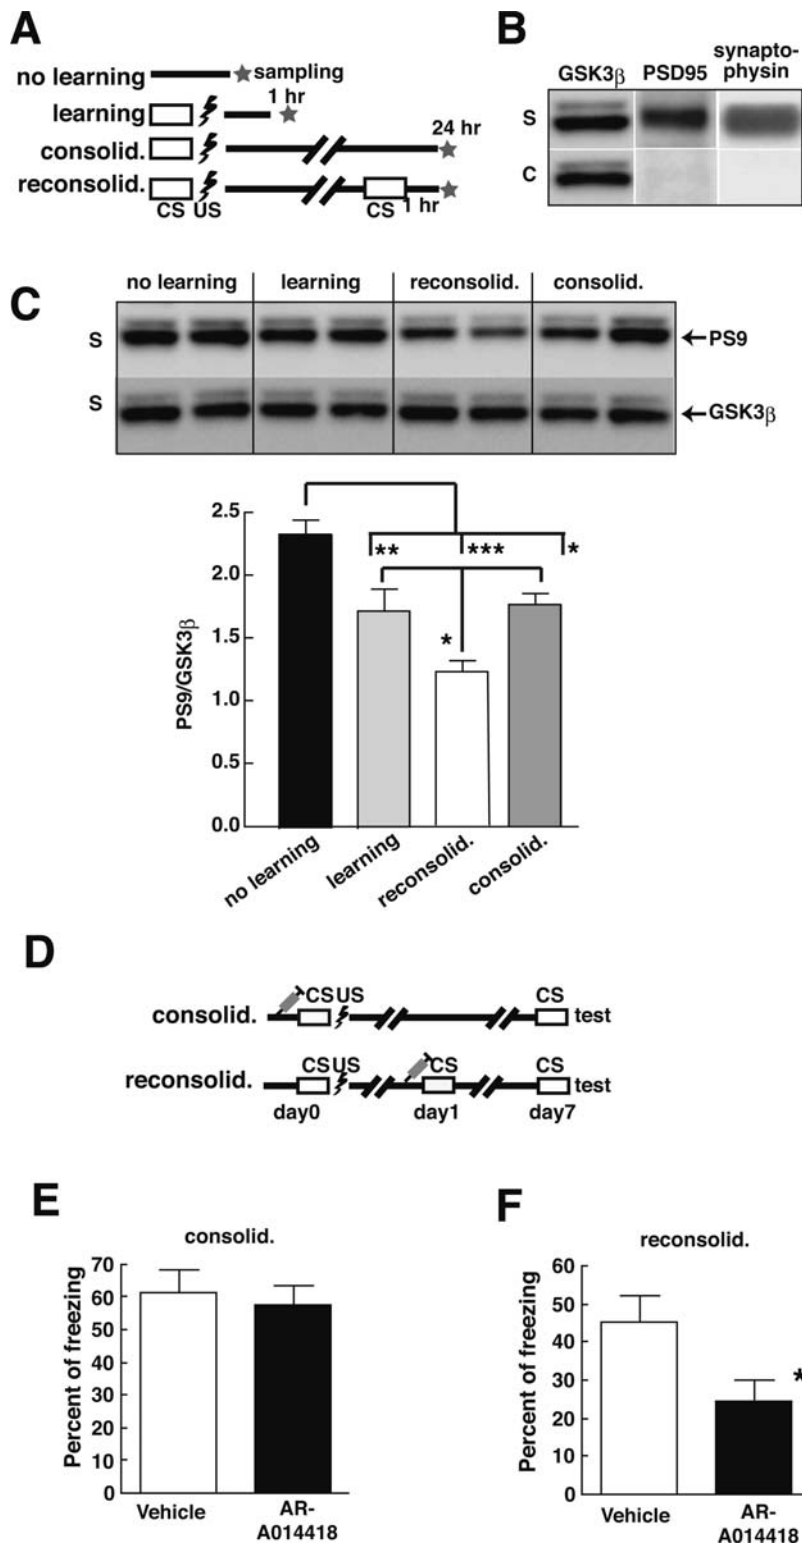 A
no learning
sampling
1 hr
learning
24 hr
consolid.
reconsolid.
CS US CS 1 hr
B
GSK3β PSD95 synapto-
physin
S
C
C
no learning learning reconsolid. consolid.
S PS9
S GSK3β
2.5
2.0
1.5
1.0
0.5
0.0
PS9/GSK3β
** *** *
*
no learning
learning
reconsolid.
consolid.
D
consolid. CS US CS test
reconsolid. CS US CS CS test
day0 day1 day7
E
consolid.
Percent of freezing
70
60
50
40
30
20
10
0
Vehicle AR-
A014418
F
reconsolid.
Percent of freezing
60
50
40
30
20
10
0
*
Vehicle AR-
A014418